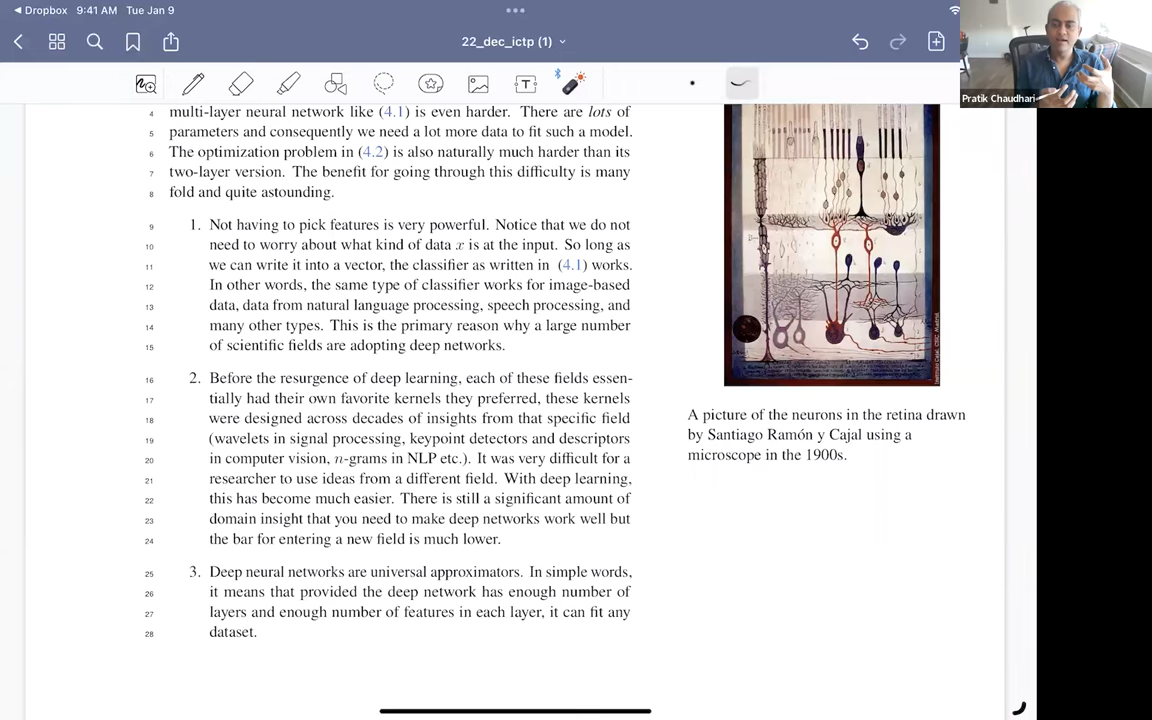 Dropbox 9:41 AM Tue Jan 9
22_dec_ictp (1)
T
Pratik Chaudhari
4 multi-layer neural network like (4.1) is even harder. There are lots of
5 parameters and consequently we need a lot more data to fit such a model.
6 The optimization problem in (4.2) is also naturally much harder than its
7 two-layer version. The benefit for going through this difficulty is many
8 fold and quite astounding.
9 1. Not having to pick features is very powerful. Notice that we do not
10 need to worry about what kind of data x is at the input. So long as
11 we can write it into a vector, the classifier as written in (4.1) works.
12 In other words, the same type of classifier works for image-based
13 data, data from natural language processing, speech processing, and
14 many other types. This is the primary reason why a large number
15 of scientific fields are adopting deep networks.
16 2. Before the resurgence of deep learning, each of these fields essen-
17 tially had their own favorite kernels they preferred, these kernels
18 were designed across decades of insights from that specific field
19 (wavelets in signal processing, keypoint detectors and descriptors
20 in computer vision, n-grams in NLP etc.). It was very difficult for a
21 researcher to use ideas from a different field. With deep learning,
22 this has become much easier. There is still a significant amount of
23 domain insight that you need to make deep networks work well but
24 the bar for entering a new field is much lower.
25 3. Deep neural networks are universal approximators. In simple words,
26 it means that provided the deep network has enough number of
27 layers and enough number of features in each layer, it can fit any
28 dataset.
A picture of the neurons in the retina drawn
by Santiago Ramón y Cajal using a
microscope in the 1900s.